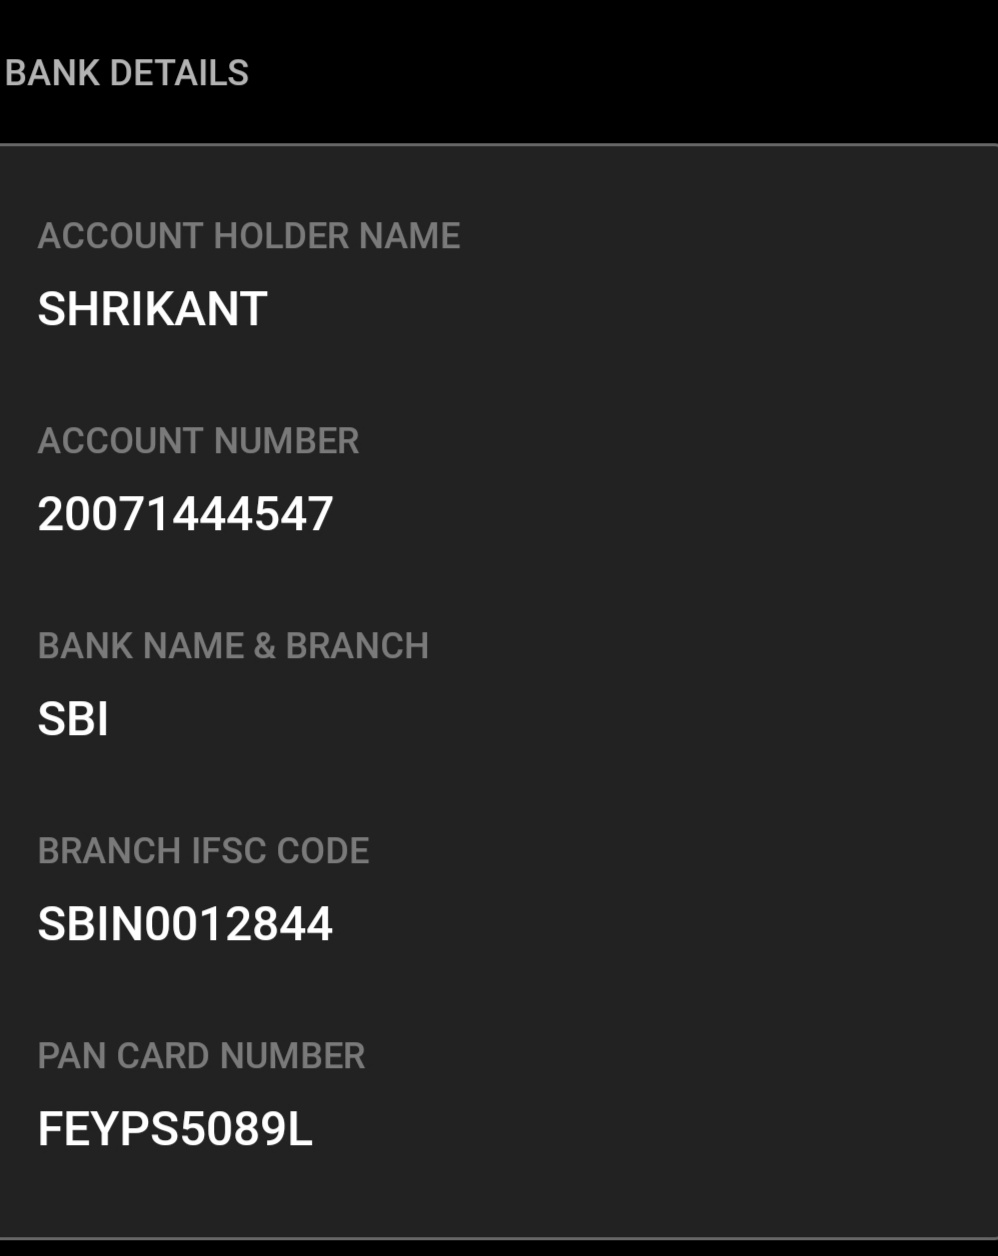 BANK DETAILS
ACCOUNT HOLDER NAME
SHRIKANT
ACCOUNT NUMBER
20071444547
BANK NAME & BRANCH
SBI
BRANCH IFSC CODE
SBIN0012844
PAN CARD NUMBER
FEYPS5089L